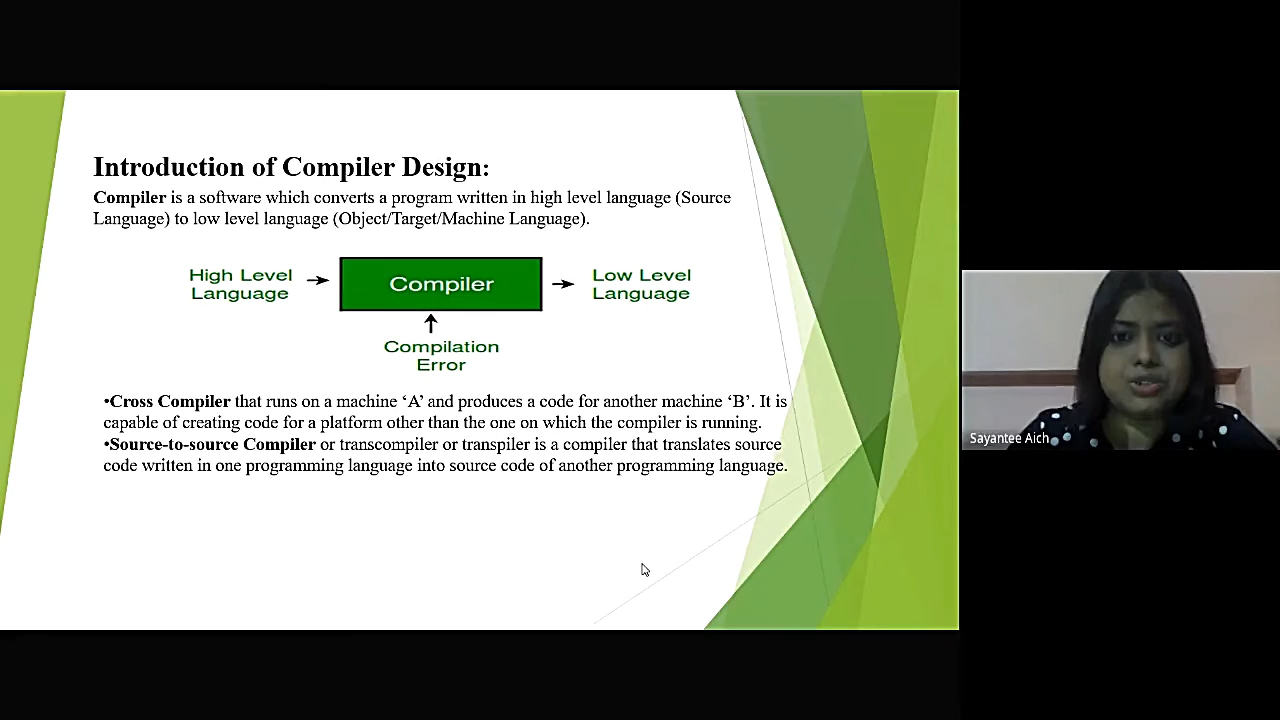 Introduction of Compiler Design:
Compiler is a software which converts a program written in high level language (Source
Language) to low level language (Object/Target/Machine Language).
High Level
Language
Compiler
Low Level
Language
Compilation
Error
•Cross Compiler that runs on a machine ‘A’ and produces a code for another machine ‘B’. It is
capable of creating code for a platform other than the one on which the compiler is running.
•Source-to-source Compiler or transcompiler or transpiler is a compiler that translates source
code written in one programming language into source code of another programming language.
Sayantee Aich